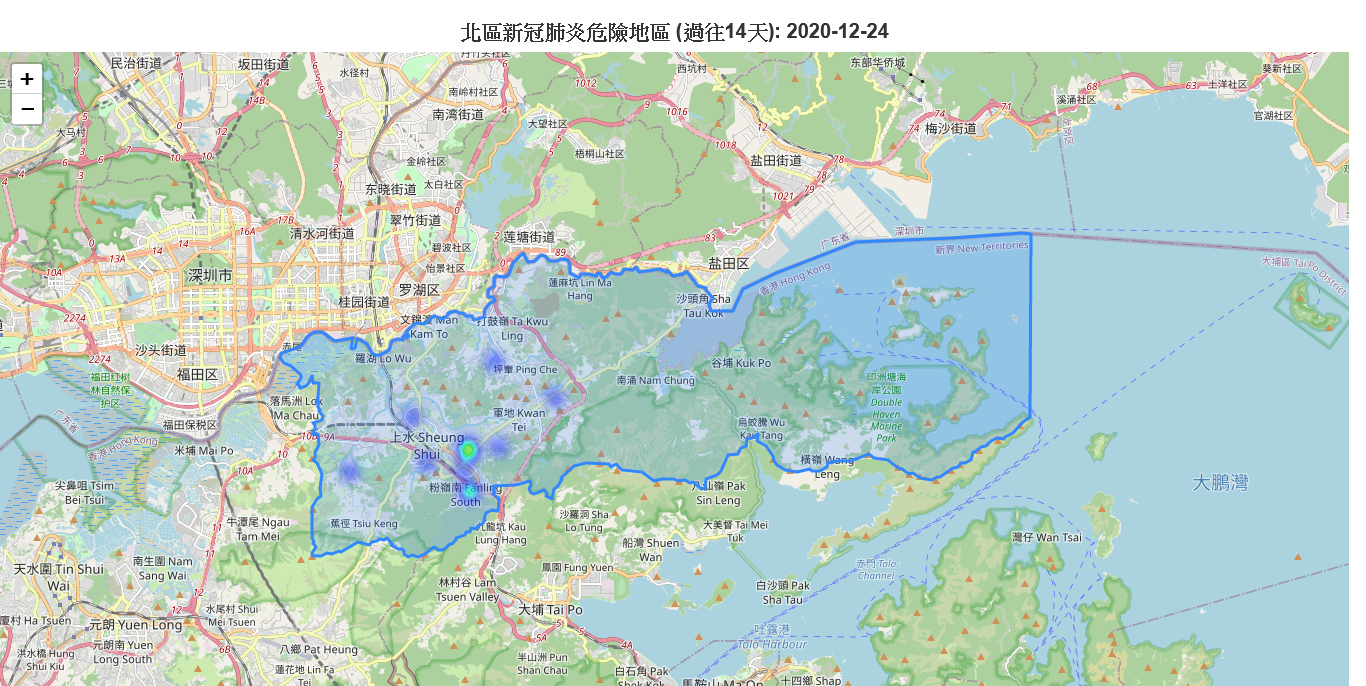 北區新冠肺炎危險地區 (過往14天): 2020-12-24
+
−
民治街道
坂田街道
水径村
南岭村社区
南湾街道
西坑村
东部华侨城
溪涌社区
土洋社区
葵新社区
官湖社区
大马村
大望社区
梧桐山社区
金岭社区
太白社区
东晓街道
翠竹街道
碧波社区
怡景社区
盐田街道
梅沙街道
清水河街道
莲塘街道
盐田区
深圳市
罗湖区
桂园街道
沙头街道
福田区
福田保税区
福田红树
林自然保
护区
广东省
深圳市
香港 Hong Kong
新界 New Territories
大埔區 Tai Po District
蓮麻坑 Lin Ma
Hang
沙頭角 Sha
Tau Kok
文錦渡 Man
Kam To
打鼓嶺 Ta Kwu
Ling
羅湖 Lo Wu
坪輋 Ping Che
南涌 Nam Chung
谷埔 Kuk Po
印洲塘海
岸公園
Double
Haven
Marine
Park
落馬洲 Lok
Ma Chau
軍地 Kwan
Tei
上水 Sheung
Shui
烏蛟騰 Wu
Kau Tang
橫嶺 Wang
Leng
米埔 Mai Po
广东省
香港 Hong Kong
尖鼻咀 Tsim
Bei Tsui
粉嶺南 Fanling
South
八仙嶺 Pak
Sin Leng
大鵬灣
牛潭尾 Ngau
Tam Mei
蕉徑 Tsiu Keng
九龍坑 Kau
Lung Hang
沙羅洞 Sha
Lo Tung
大美督 Tai Mei
Tuk
船灣 Shuen
Wan
灣仔 Wan Tsai
赤門 Tolo
Channel
天水圍 Tin Shui
Wai
南生圍 Nam
Sang Wai
鳳園 Fung Yuen
林村谷 Lam
Tsuen Valley
白沙頭 Pak
Sha Tau
水尾村 Shui
Mei Tsuen
大埔 Tai Po
廈村 Ha Tsuen
元朗 Yuen Long
吐露港
Tolo Harbour
元朗南 Yuen
Long South
洪水橋 Hung
Shui Kiu
八鄉 Pat Heung
蓮花地 Lin Fa
Tei
半山洲 Pun
Shan Chau
白石角 Pak
Shek Kok
馬鞍山 Ma On
十四鄉 Shap